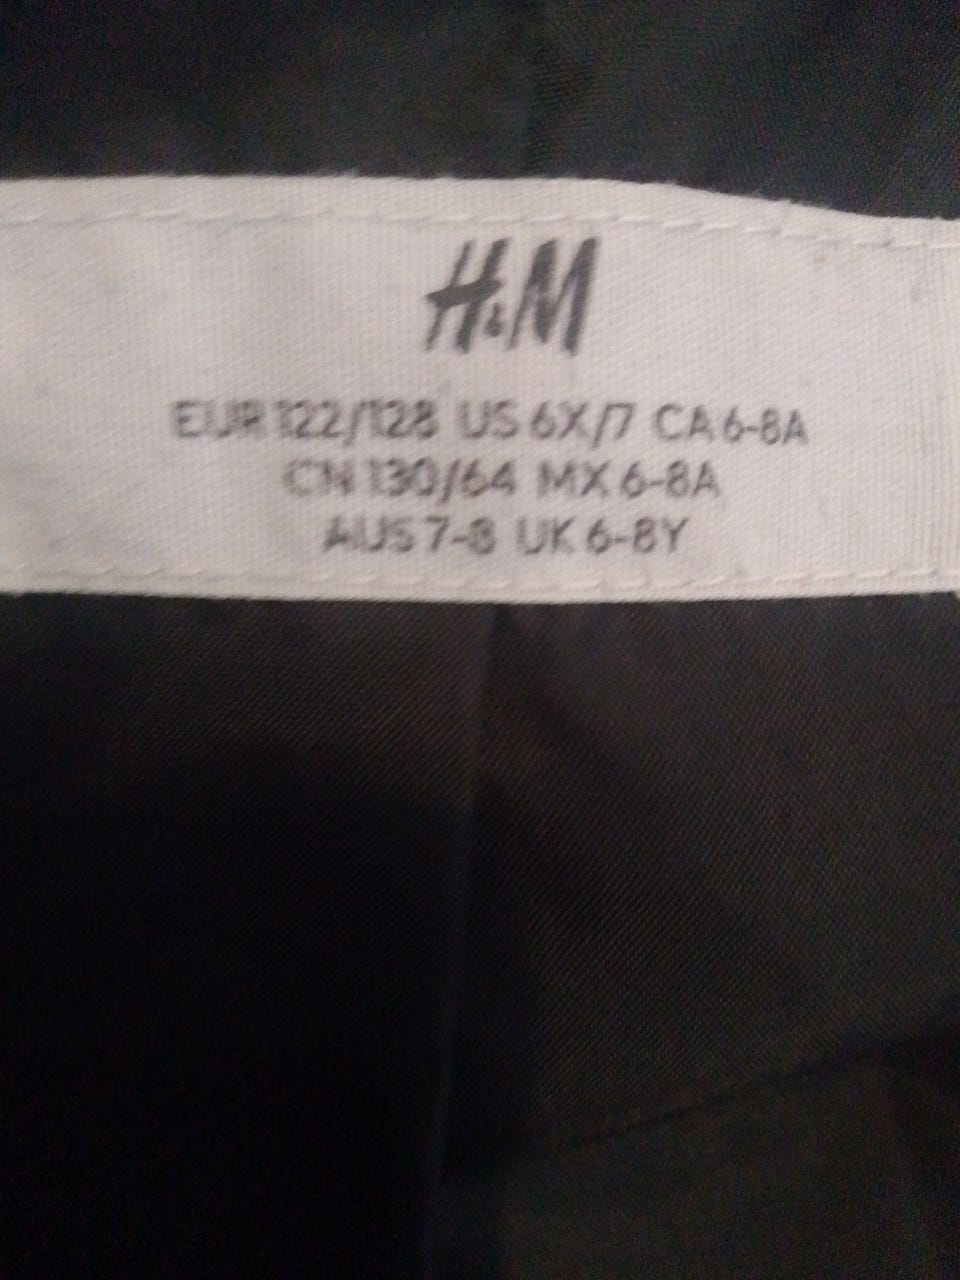 H&M
EUR 122/128 US 6X/7 CA 6-8A
CN 130/64 MX 6-8A
AUS 7-8 UK 6-8Y